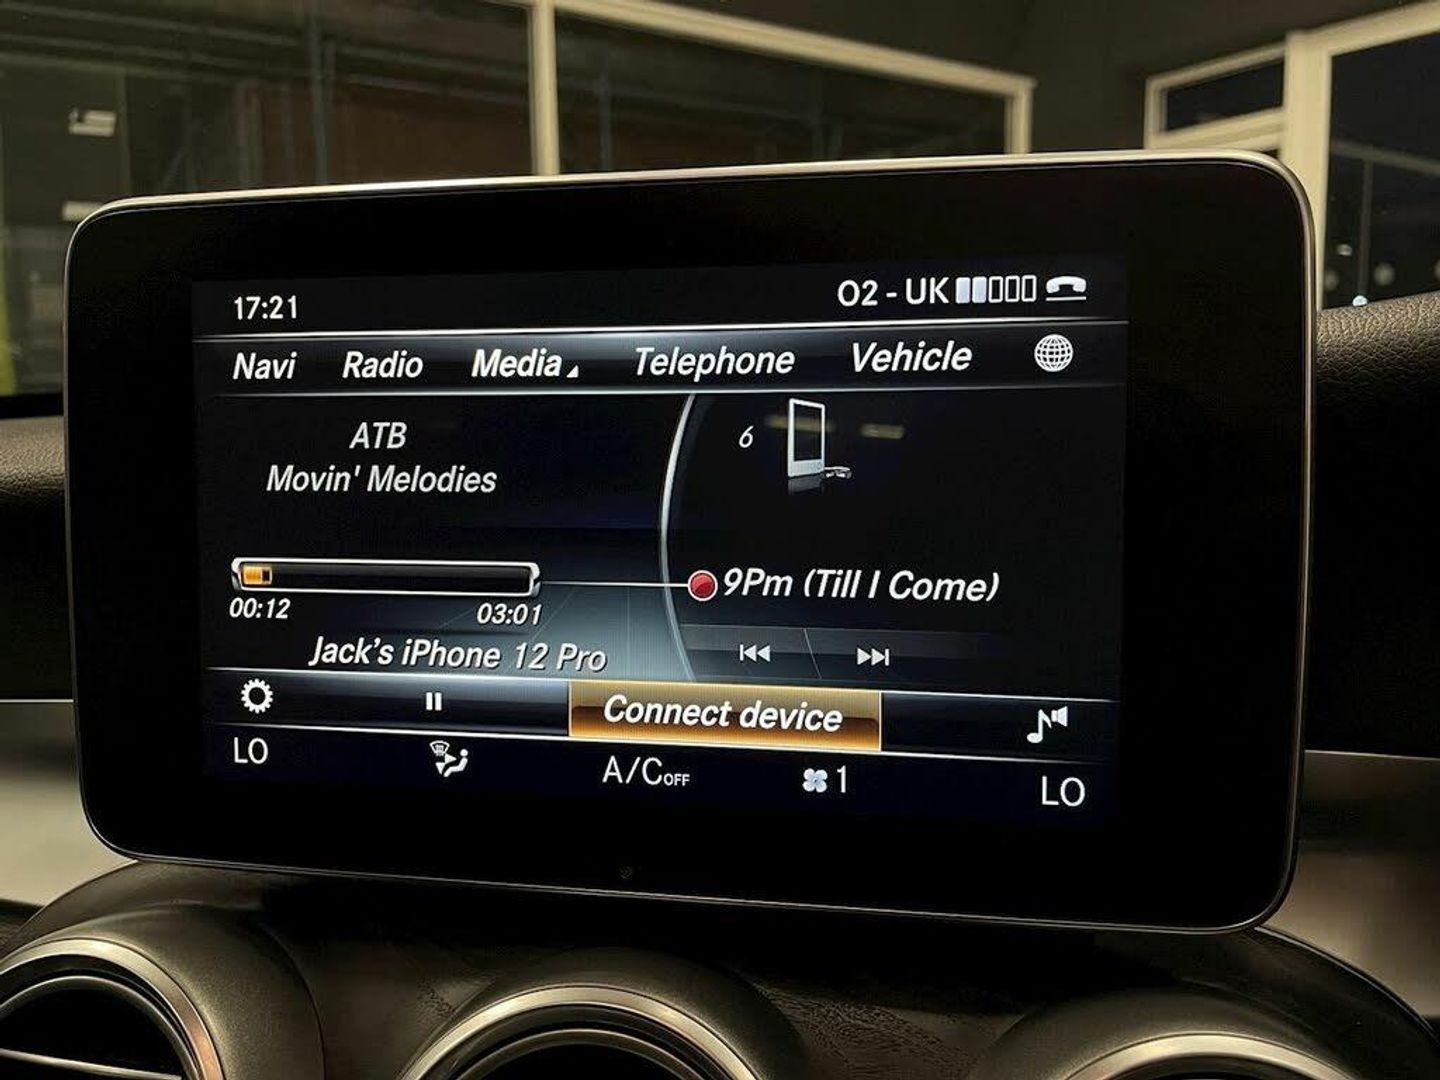 17:21
O2 - UK
Navi Radio Media Telephone Vehicle
ATB
Movin' Melodies
6
00:12
03:01
9Pm (Till I Come)
Jack's iPhone 12 Pro
Connect device
LO
A/C OFF
1
LO